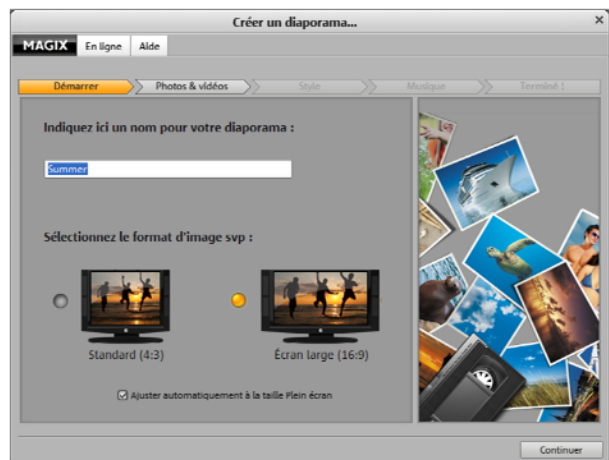 Créer un diaporama...
MAGIX En ligne Aide
Démarrer Photos & vidéos Style Musique Terminé !
Indiquez ici un nom pour votre diaporama :
Summer
Sélectionnez le format d'image svp :
Standard (4:3) Écran large (16:9)
Ajuster automatiquement à la taille Plein écran
Continuer